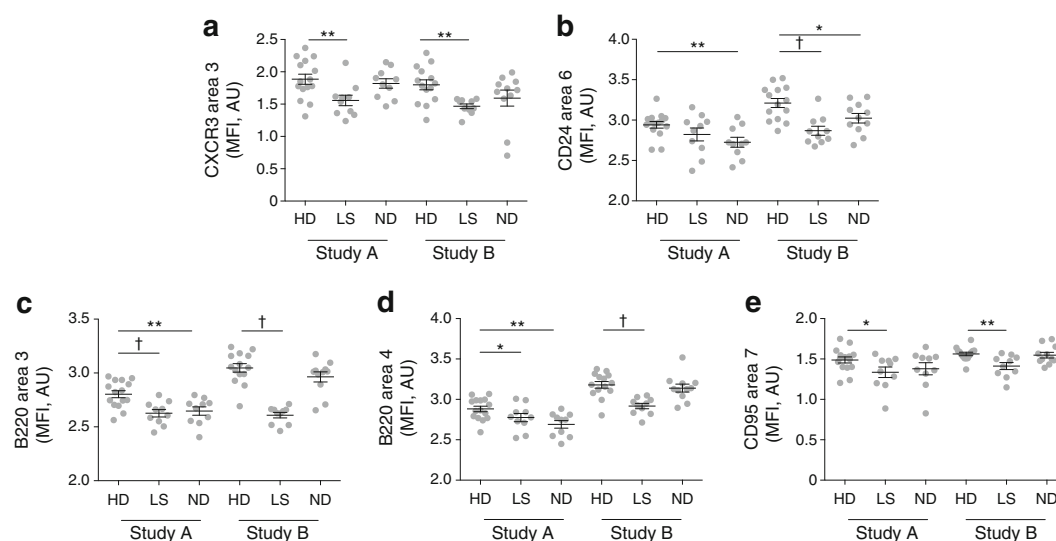 a
CXCR3 area 3
(MFI, AU)
2.5
2.0
1.5
1.0
0.5
0
**
**
HD LS ND HD LS ND
Study A Study B
b
CD24 area 6
(MFI, AU)
4.0
3.5
3.0
2.5
2.0
**
*
†
HD LS ND HD LS ND
Study A Study B
c
B220 area 3
(MFI, AU)
3.5
3.0
2.5
2.0
**
†
†
HD LS ND HD LS ND
Study A Study B
d
B220 area 4
(MFI, AU)
4.0
3.5
3.0
2.5
2.0
**
*
†
HD LS ND HD LS ND
Study A Study B
e
CD95 area 7
(MFI, AU)
2.0
1.5
1.0
0.5
0
*
**
HD LS ND HD LS ND
Study A Study B